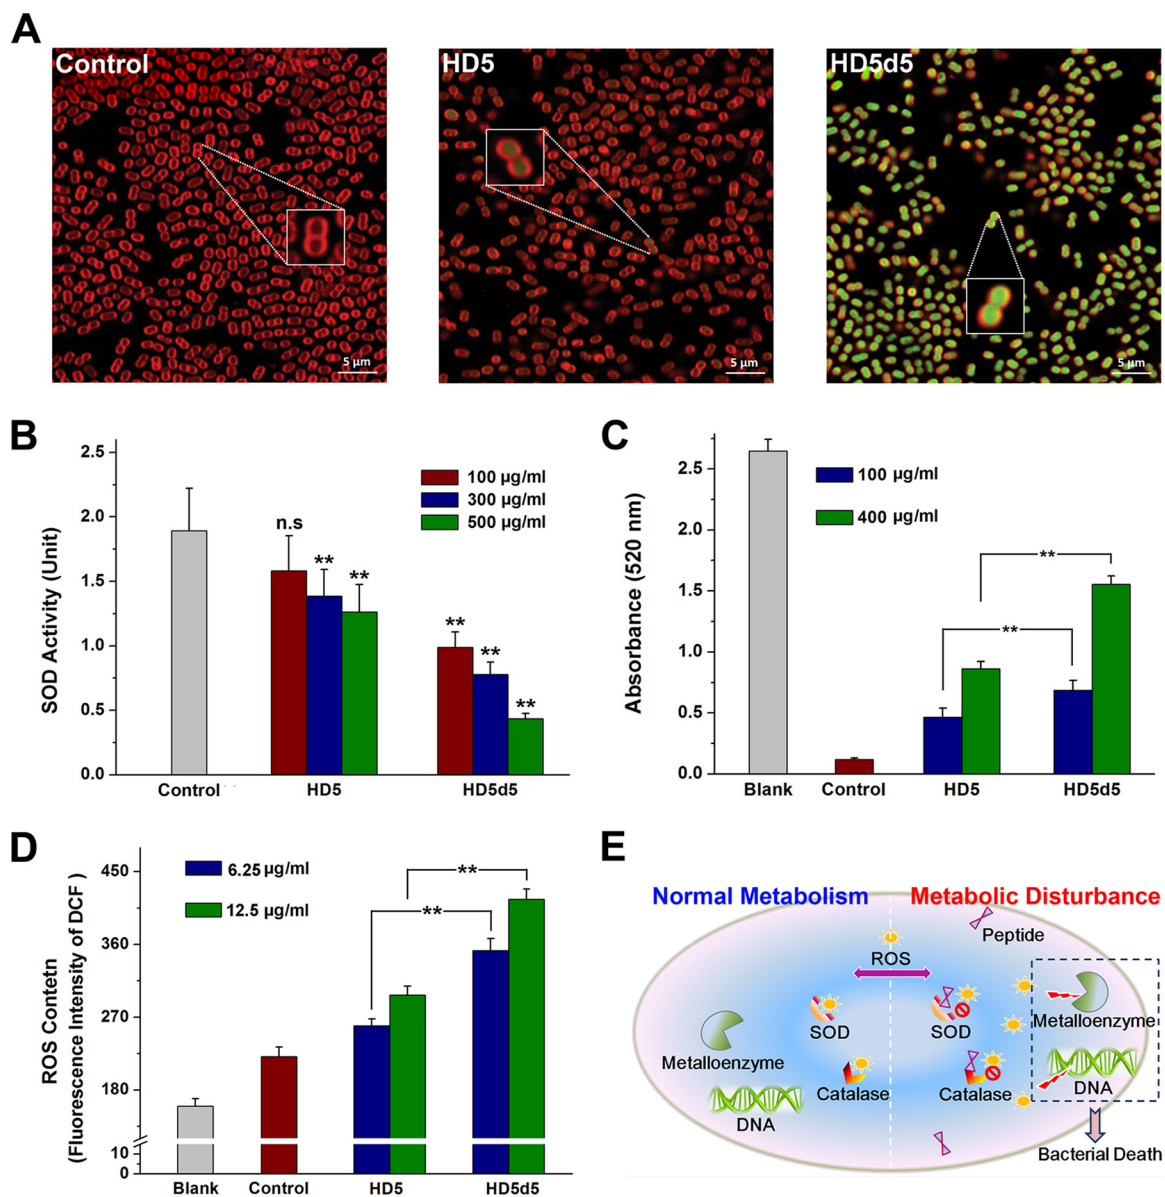 A
Control
HD5
HD5d5
5 µm
5 µm
5 µm
B
SOD Activity (Unit)
2.5
2.0
1.5
1.0
0.5
0.0
100 µg/ml
300 µg/ml
500 µg/ml
n.s
**
**
**
**
**
Control
HD5
HD5d5
C
Absorbance (520 nm)
2.5
2.0
1.5
1.0
0.5
0.0
100 µg/ml
400 µg/ml
**
**
Blank
Control
HD5
HD5d5
D
ROS Contetn
(Fluorescence Intensity of DCF)
450
360
270
180
10
0
6.25 µg/ml
12.5 µg/ml
**
**
Blank
Control
HD5
HD5d5
E
Normal Metabolism
Metabolic Disturbance
Peptide
ROS
SOD
SOD
Metalloenzyme
Metalloenzyme
Catalase
Catalase
DNA
DNA
Bacterial Death